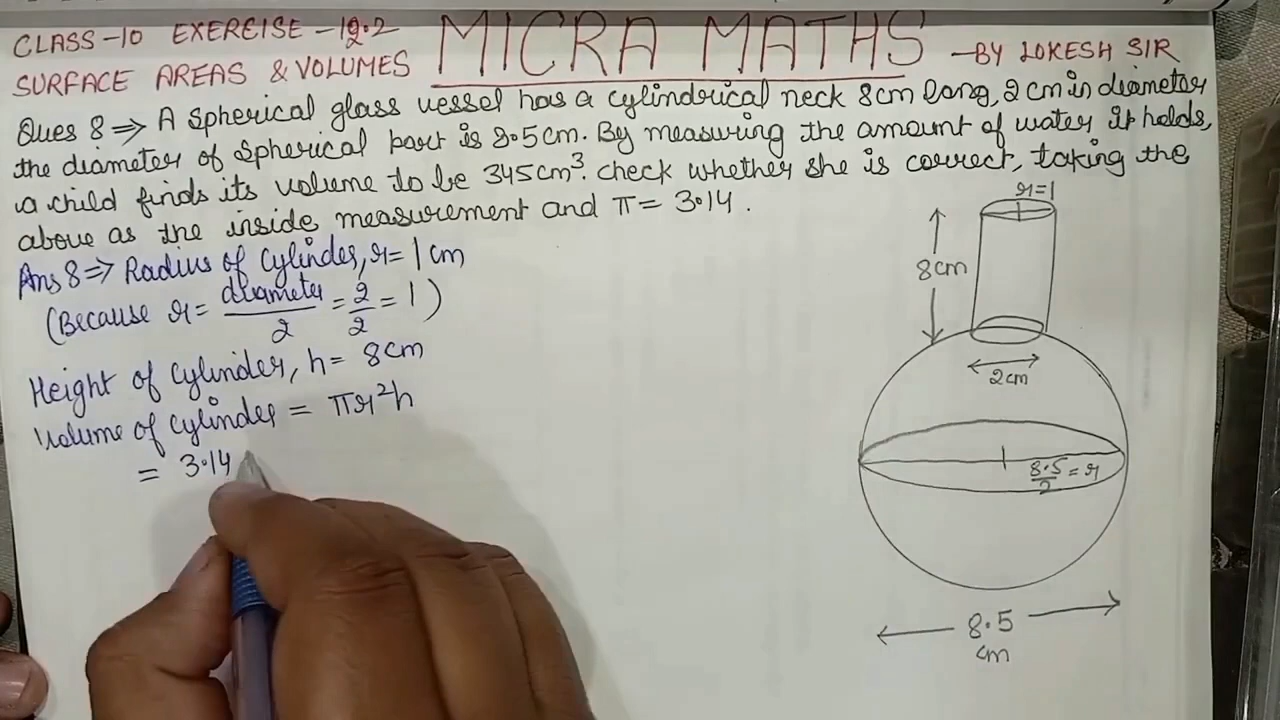 CLASS-10 EXERCISE-12.2
SURFACE AREAS & VOLUMES
MICRA MATHS
-BY LOKESH SIR
Ques 8⇒ A Spherical glass vessel has a cylindrical neck 8cm long, 2cm in diameter
the diameter of Spherical part is 8.5cm. By measuring the amount of water it holds,
a child finds its volume to be 345cm³. check whether she is correct, taking the
above as the inside measurement and π = 3.14.
Ans 8⇒ Radius of Cylinder, r = 1cm
(Because r = diameter/2 = 2/2 = 1)
Height of cylinder, h = 8cm
Volume of cylinder = πr²h
= 3.14
r=1
8cm
2cm
8.5/2 = r
8.5
cm